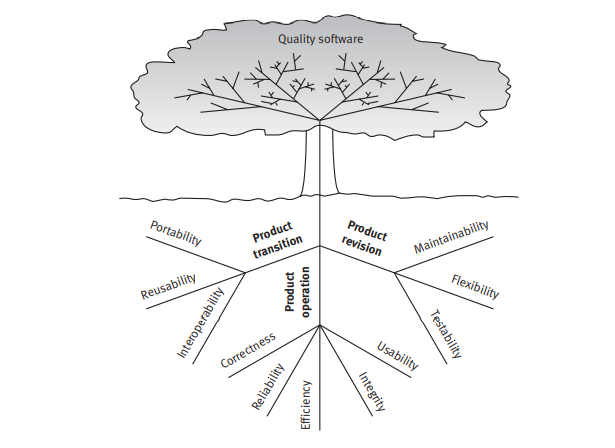 Quality software
Product
transition
Product
revision
Product
operation
Portability
Reusability
Interoperability
Maintainability
Flexibility
Testability
Correctness
Reliability
Efficiency
Integrity
Usability